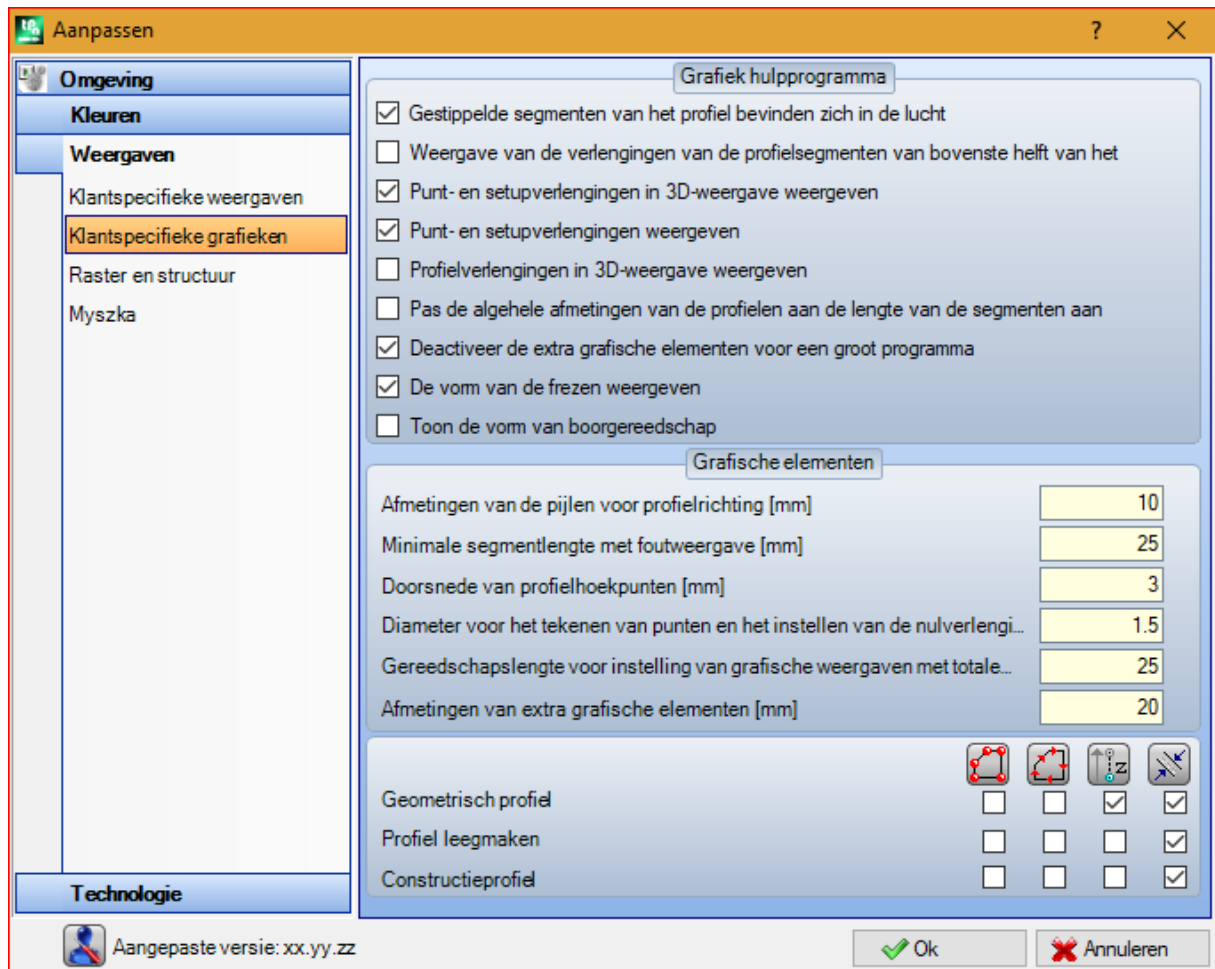 Aanpassen
?
Omgeving
Kleuren
Weergaven
Klantspecifieke weergaven
Klantspecifieke grafieken
Raster en structuur
Myszka
Technologie
Grafiek hulpprogramma
Gestippelde segmenten van het profiel bevinden zich in de lucht
Weergave van de verlengingen van de profielsegmenten van bovenste helft van het
Punt- en setupverlengingen in 3D-weergave weergeven
Punt- en setupverlengingen weergeven
Profielverlengingen in 3D-weergave weergeven
Pas de algehele afmetingen van de profielen aan de lengte van de segmenten aan
Deactiveer de extra grafische elementen voor een groot programma
De vorm van de frezen weergeven
Toon de vorm van boorgereedschap
Grafische elementen
Afmetingen van de pijlen voor profielrichting [mm] 10
Minimale segmentlengte met foutweergave [mm] 25
Doorsnede van profielhoekpunten [mm] 3
Diameter voor het tekenen van punten en het instellen van de nulverlengi... 1.5
Gereedschapslengte voor instelling van grafische weergaven met totale... 25
Afmetingen van extra grafische elementen [mm] 20
z
Geometrisch profiel
Profiel leegmaken
Constructieprofiel
Aangepaste versie: xx.yy.zz
Ok
Annuleren